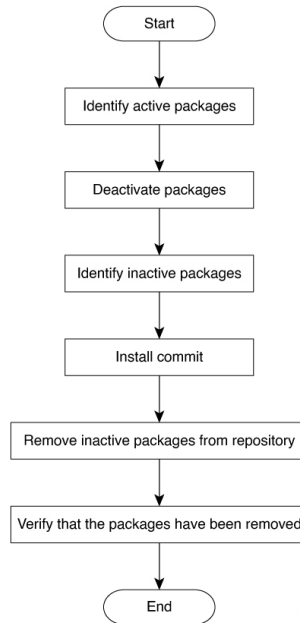 Start
Identify active packages
Deactivate packages
Identify inactive packages
Install commit
Remove inactive packages from repository
Verify that the packages have been removed
End